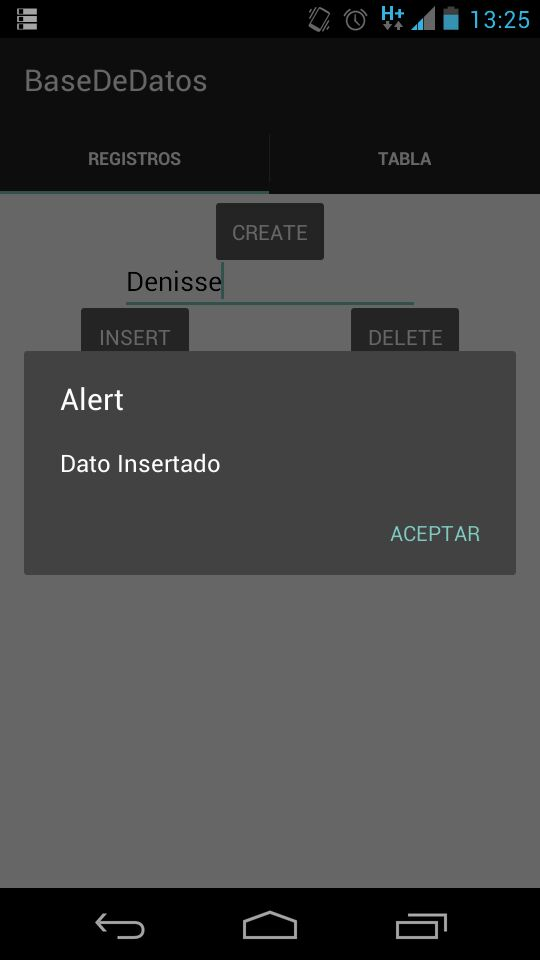 H+ 13:25
BaseDeDatos
REGISTROS TABLA
CREATE
Denisse
INSERT DELETE
Alert
Dato Insertado
ACEPTAR